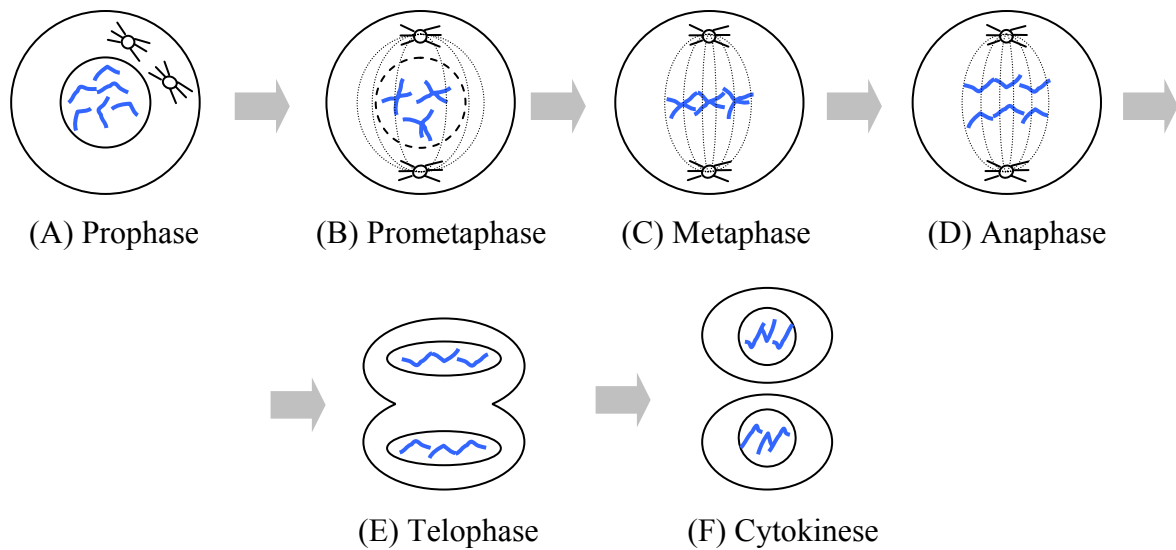 (A) Prophase
(B) Prometaphase
(C) Metaphase
(D) Anaphase
(E) Telophase
(F) Cytokinese